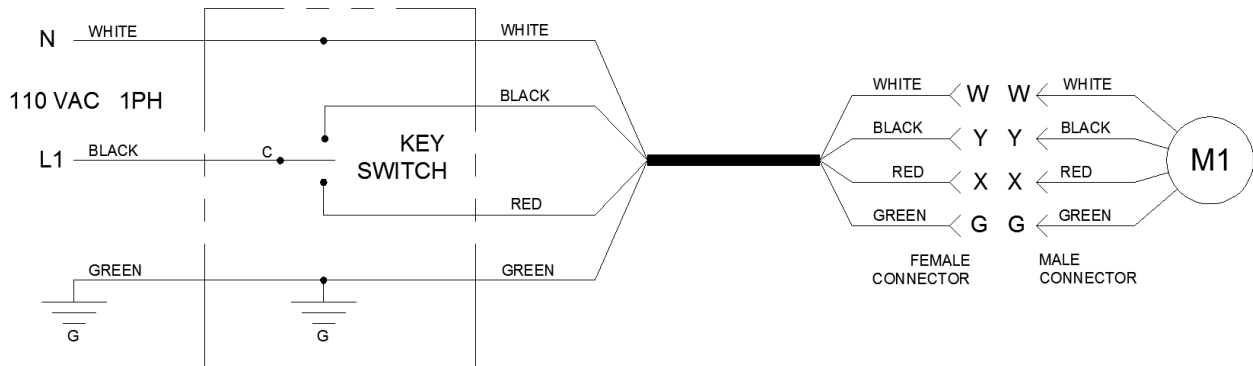 N
WHITE
WHITE
110 VAC 1PH
BLACK
L1
BLACK
C
KEY
SWITCH
RED
GREEN
GREEN
G
G
WHITE
W
W
WHITE
BLACK
Y
Y
BLACK
RED
X
X
RED
GREEN
G
G
GREEN
M1
FEMALE
CONNECTOR
MALE
CONNECTOR